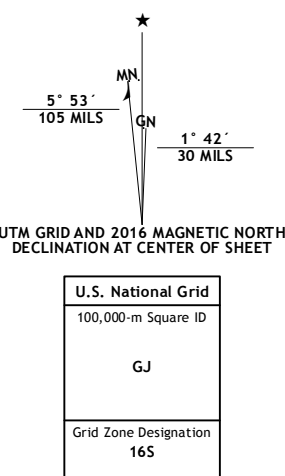 MN
GN
5° 53´
105 MILS
1° 42´
30 MILS
UTM GRID AND 2016 MAGNETIC NORTH
DECLINATION AT CENTER OF SHEET
U.S. National Grid
100,000-m Square ID
GJ
Grid Zone Designation
16S